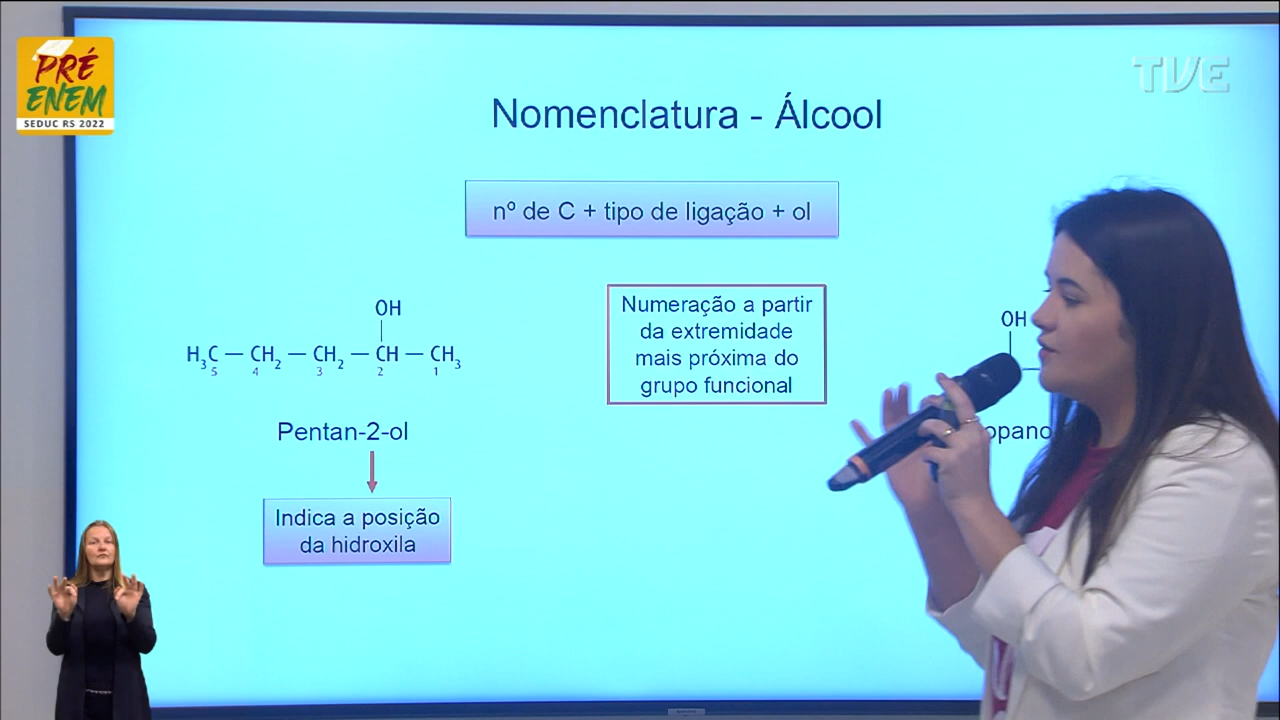 PRÉ
ENEM
SEDUC RS 2022
TVE
Nomenclatura - Álcool
nº de C + tipo de ligação + ol
OH
H₃C — CH₂ — CH₂ — CH — CH₃
5 4 3 2 1
Pentan-2-ol
Indica a posição
da hidroxila
Numeração a partir
da extremidade
mais próxima do
grupo funcional
OH
opano